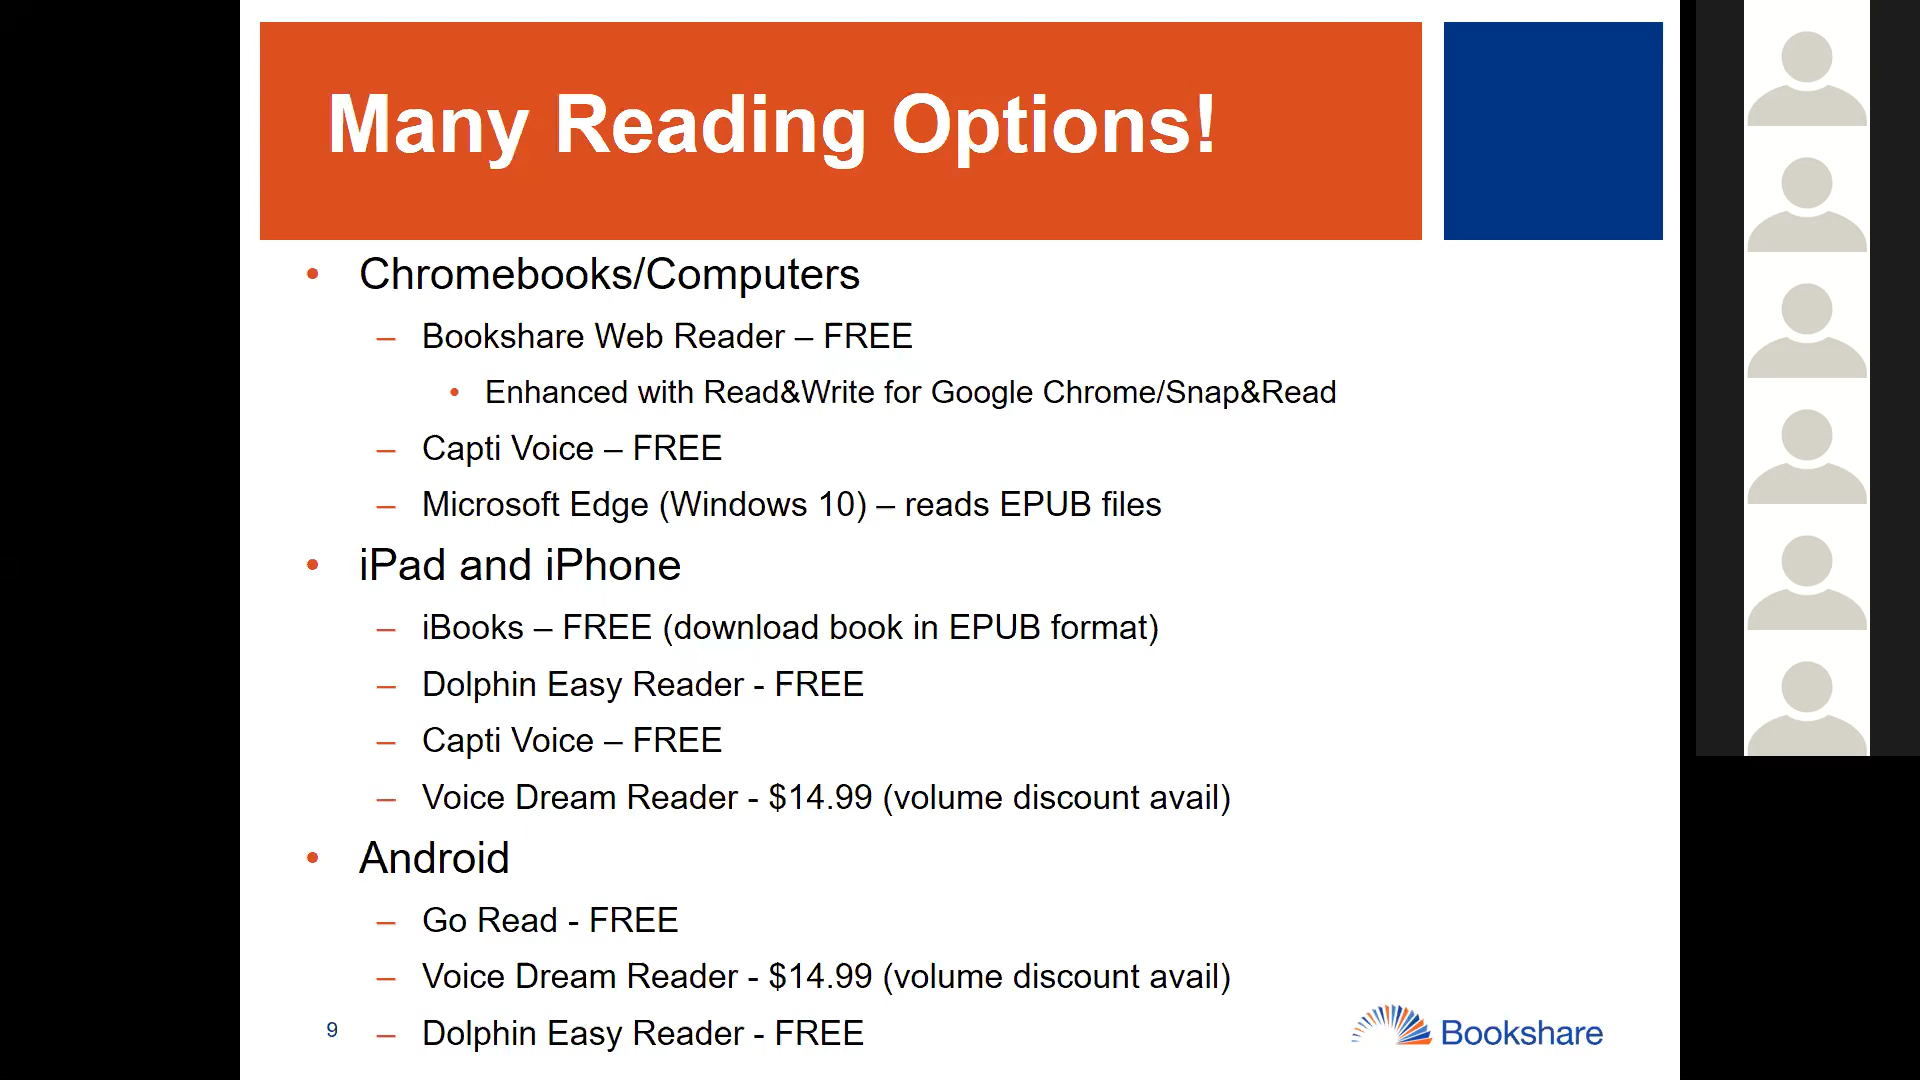 Many Reading Options!
• Chromebooks/Computers
– Bookshare Web Reader – FREE
• Enhanced with Read&Write for Google Chrome/Snap&Read
– Capti Voice – FREE
– Microsoft Edge (Windows 10) – reads EPUB files
• iPad and iPhone
– iBooks – FREE (download book in EPUB format)
– Dolphin Easy Reader - FREE
– Capti Voice – FREE
– Voice Dream Reader - $14.99 (volume discount avail)
• Android
– Go Read - FREE
– Voice Dream Reader - $14.99 (volume discount avail)
– Dolphin Easy Reader - FREE
9
Bookshare